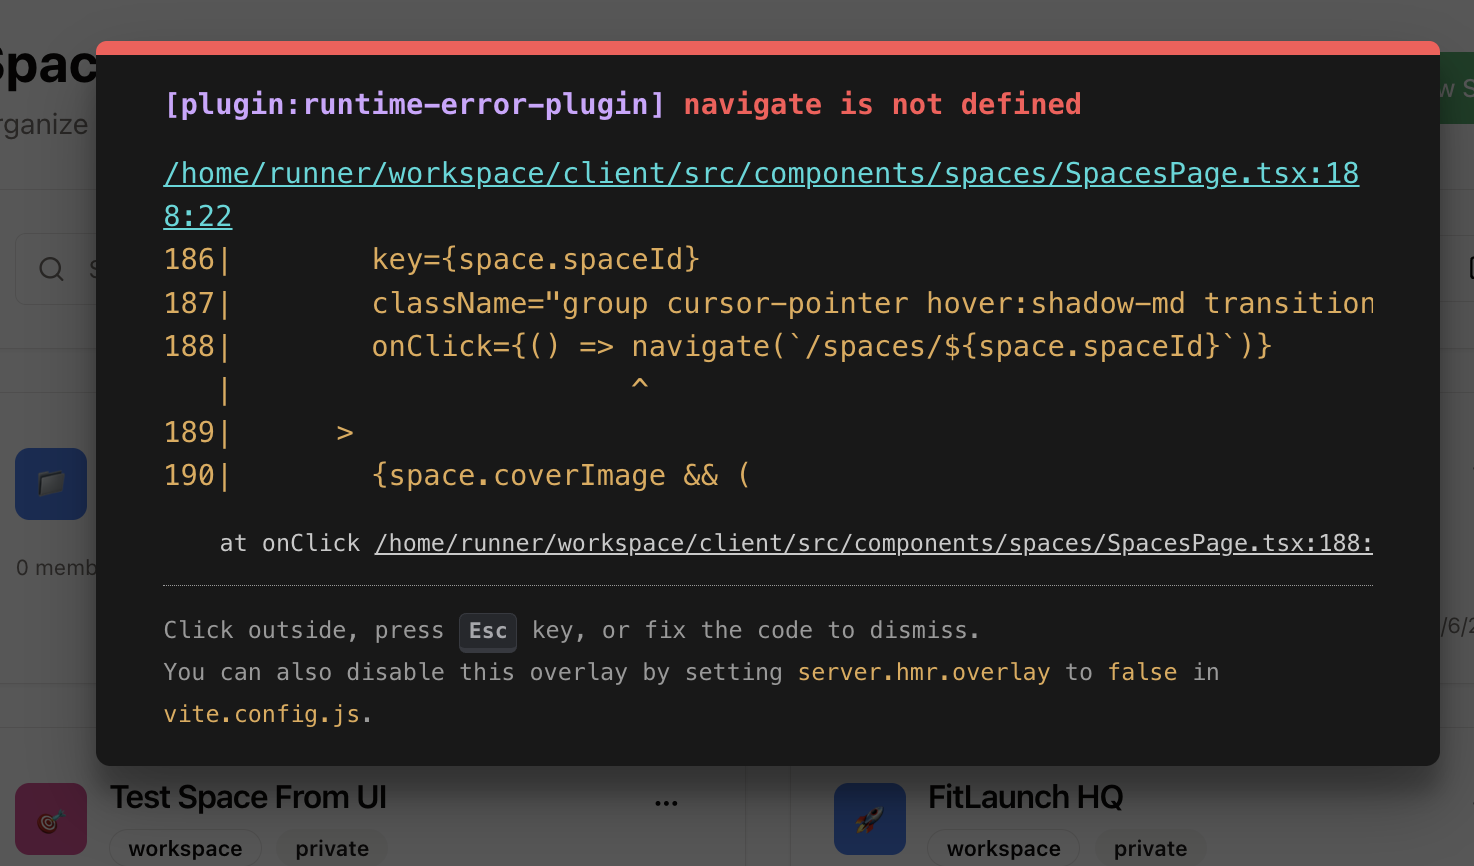 Spac
rganize
w S
[plugin:runtime-error-plugin] navigate is not defined
/home/runner/workspace/client/src/components/spaces/SpacesPage.tsx:18
8:22
186|        key={space.spaceId}
187|        className="group cursor-pointer hover:shadow-md transition
188|        onClick={() => navigate(`/spaces/${space.spaceId}`)}
   |                       ^
189|      >
190|        {space.coverImage && (
at onClick /home/runner/workspace/client/src/components/spaces/SpacesPage.tsx:188:
0 memb
Click outside, press Esc key, or fix the code to dismiss.
/6/2
You can also disable this overlay by setting server.hmr.overlay to false in
vite.config.js.
Test Space From UI ...
FitLaunch HQ
workspace private
workspace private